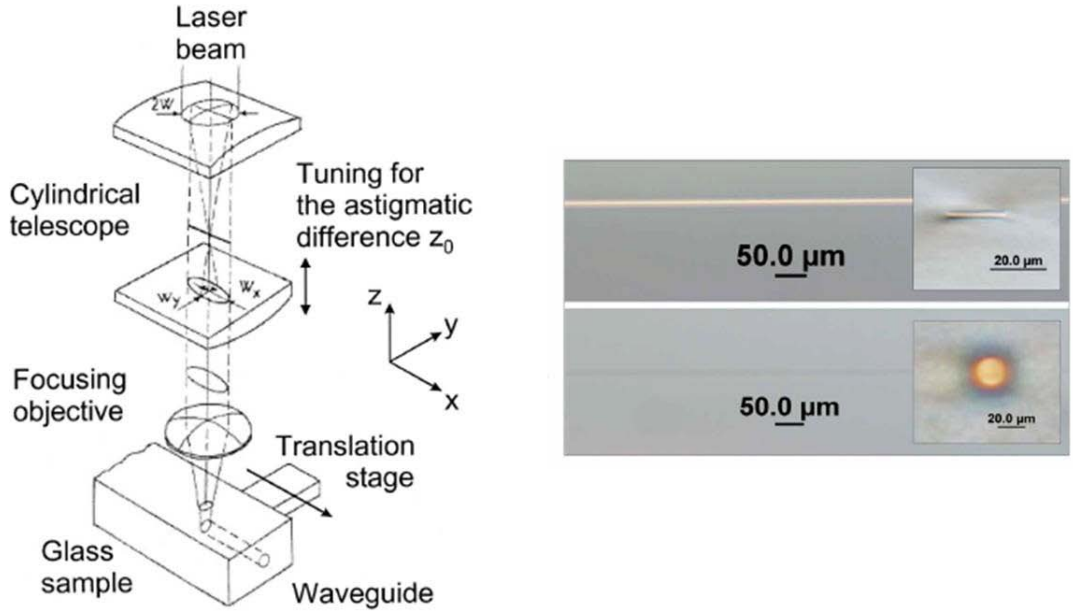 Laser
beam
2W
Cylindrical
telescope
Tuning for
the astigmatic
difference z0
Wy
Wx
z
y
x
Focusing
objective
Translation
stage
Glass
sample
Waveguide
50.0 µm
20.0 µm
50.0 µm
20.0 µm